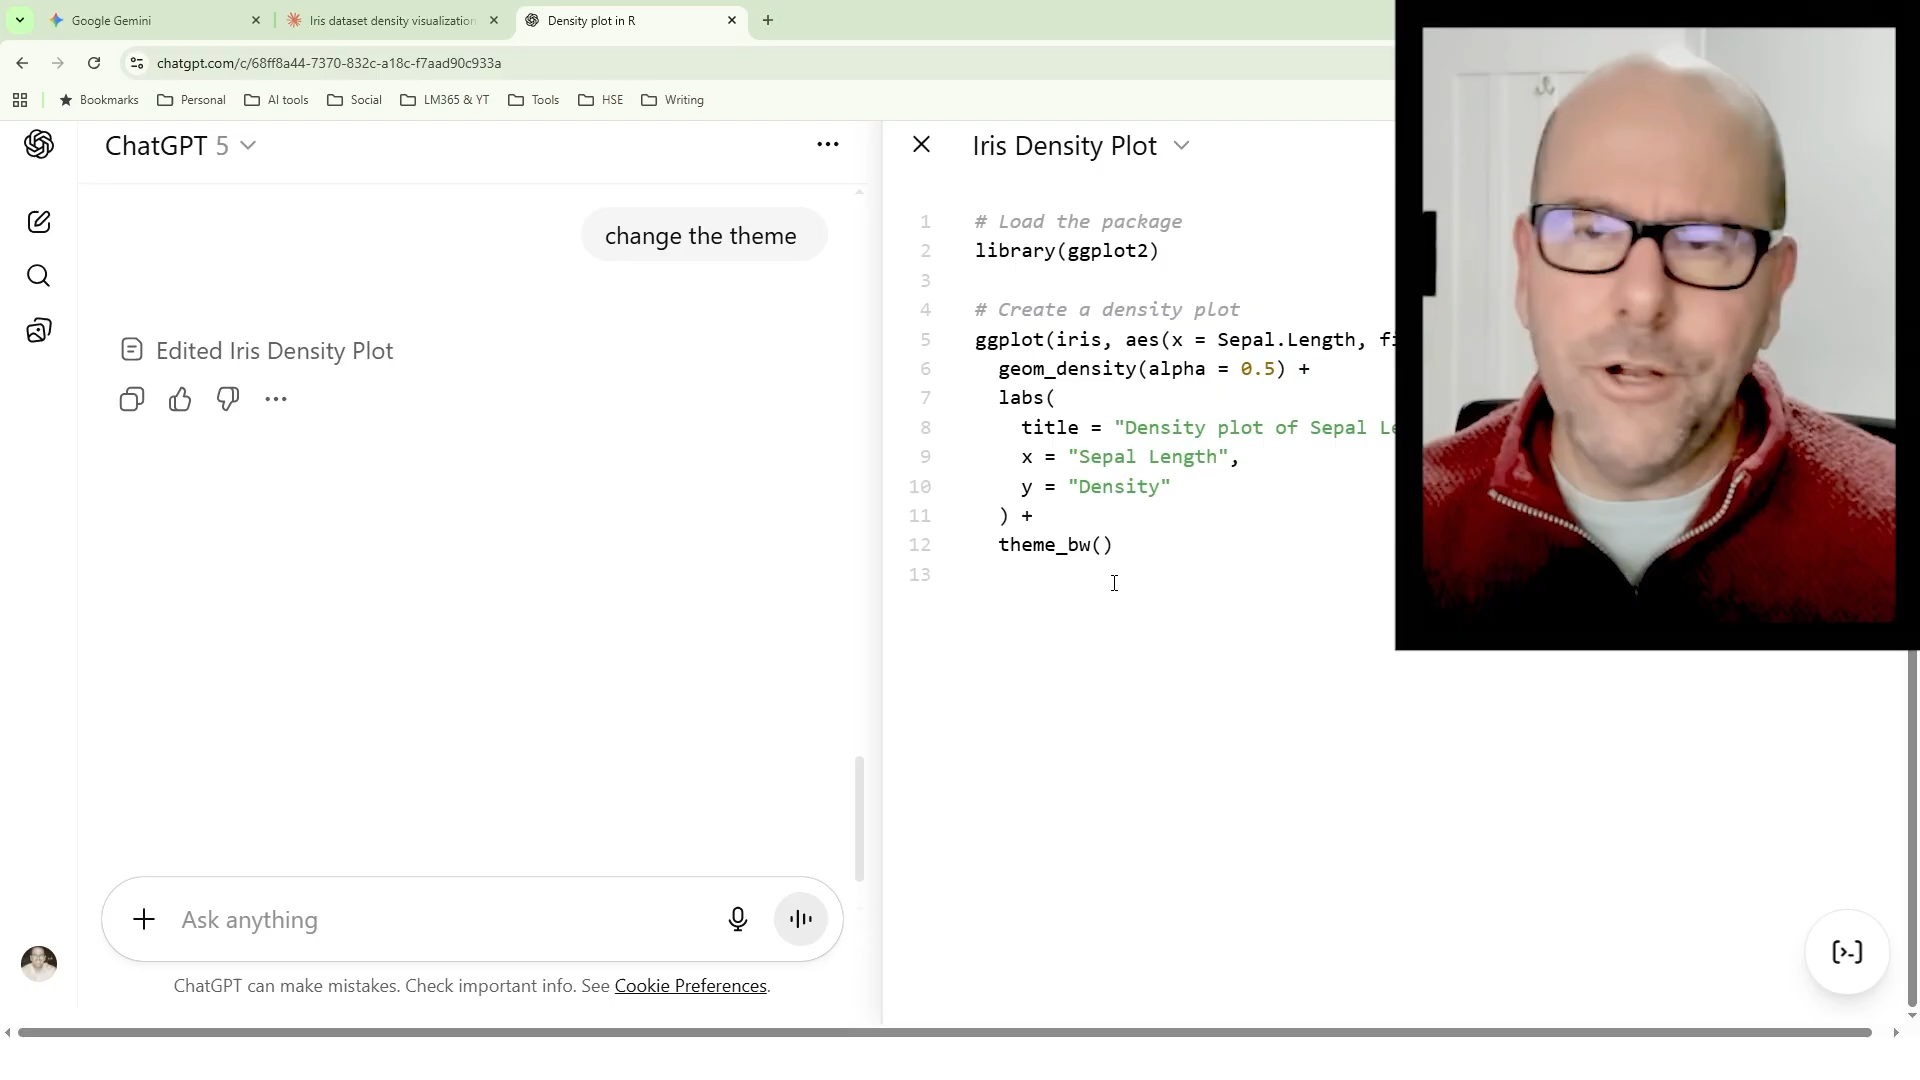 Google Gemini
Iris dataset density visualization
Density plot in R
chatgpt.com/c/68ff8a44-7370-832c-a18c-f7aad90c933a
Bookmarks
Personal
AI tools
Social
LM365 & YT
Tools
HSE
Writing
ChatGPT 5
change the theme
Edited Iris Density Plot
Ask anything
ChatGPT can make mistakes. Check important info. See Cookie Preferences.
Iris Density Plot
1 # Load the package
2 library(ggplot2)
3
4 # Create a density plot
5 ggplot(iris, aes(x = Sepal.Length, fi
6 geom_density(alpha = 0.5) +
7 labs(
8 title = "Density plot of Sepal Le
9 x = "Sepal Length",
10 y = "Density"
11 ) +
12 theme_bw()
13